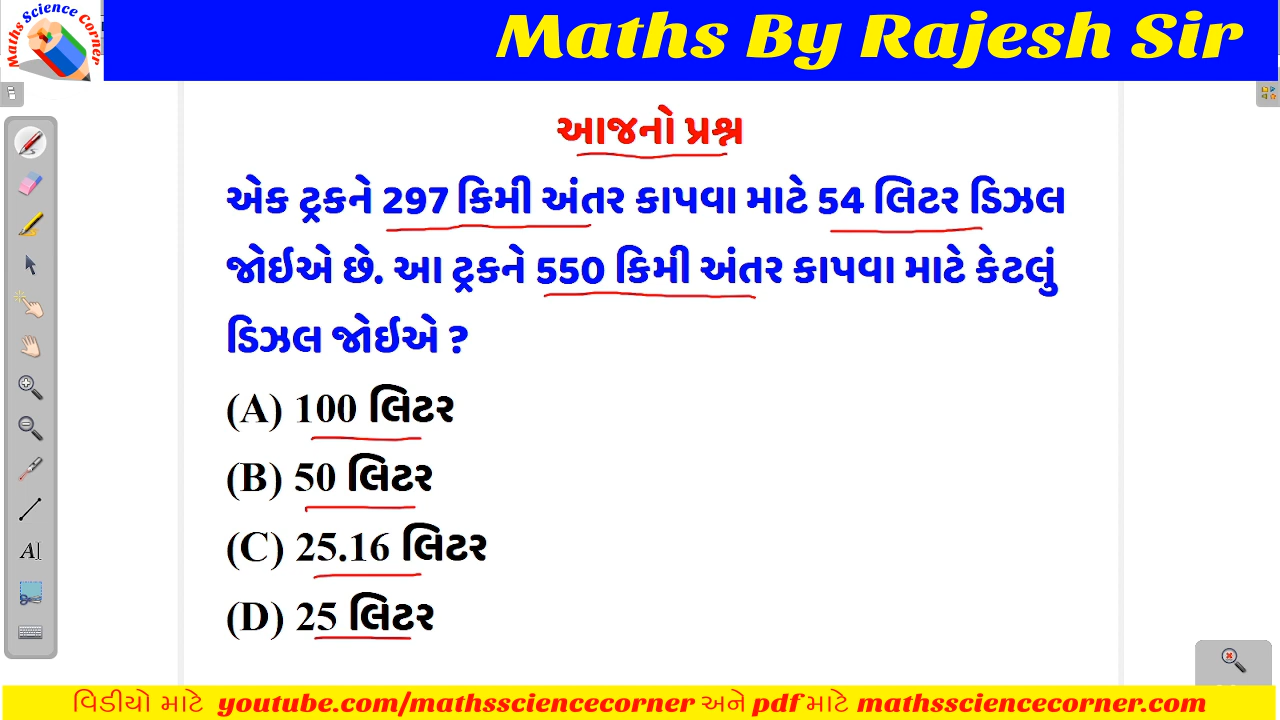 Maths Science Corner
Maths By Rajesh Sir
આજનો પ્રશ્ન
એક ટ્રકને 297 કિમી અંતર કાપવા માટે 54 લિટર ડિઝલ
જોઇએ છે. આ ટ્રકને 550 કિમી અંતર કાપવા માટે કેટલું
ડિઝલ જોઇએ ?
(A) 100 લિટર
(B) 50 લિટર
(C) 25.16 લિટર
(D) 25 લિટર
A
વિડીયો માટે youtube.com/mathssciencecorner અને pdf માટે mathssciencecorner.com